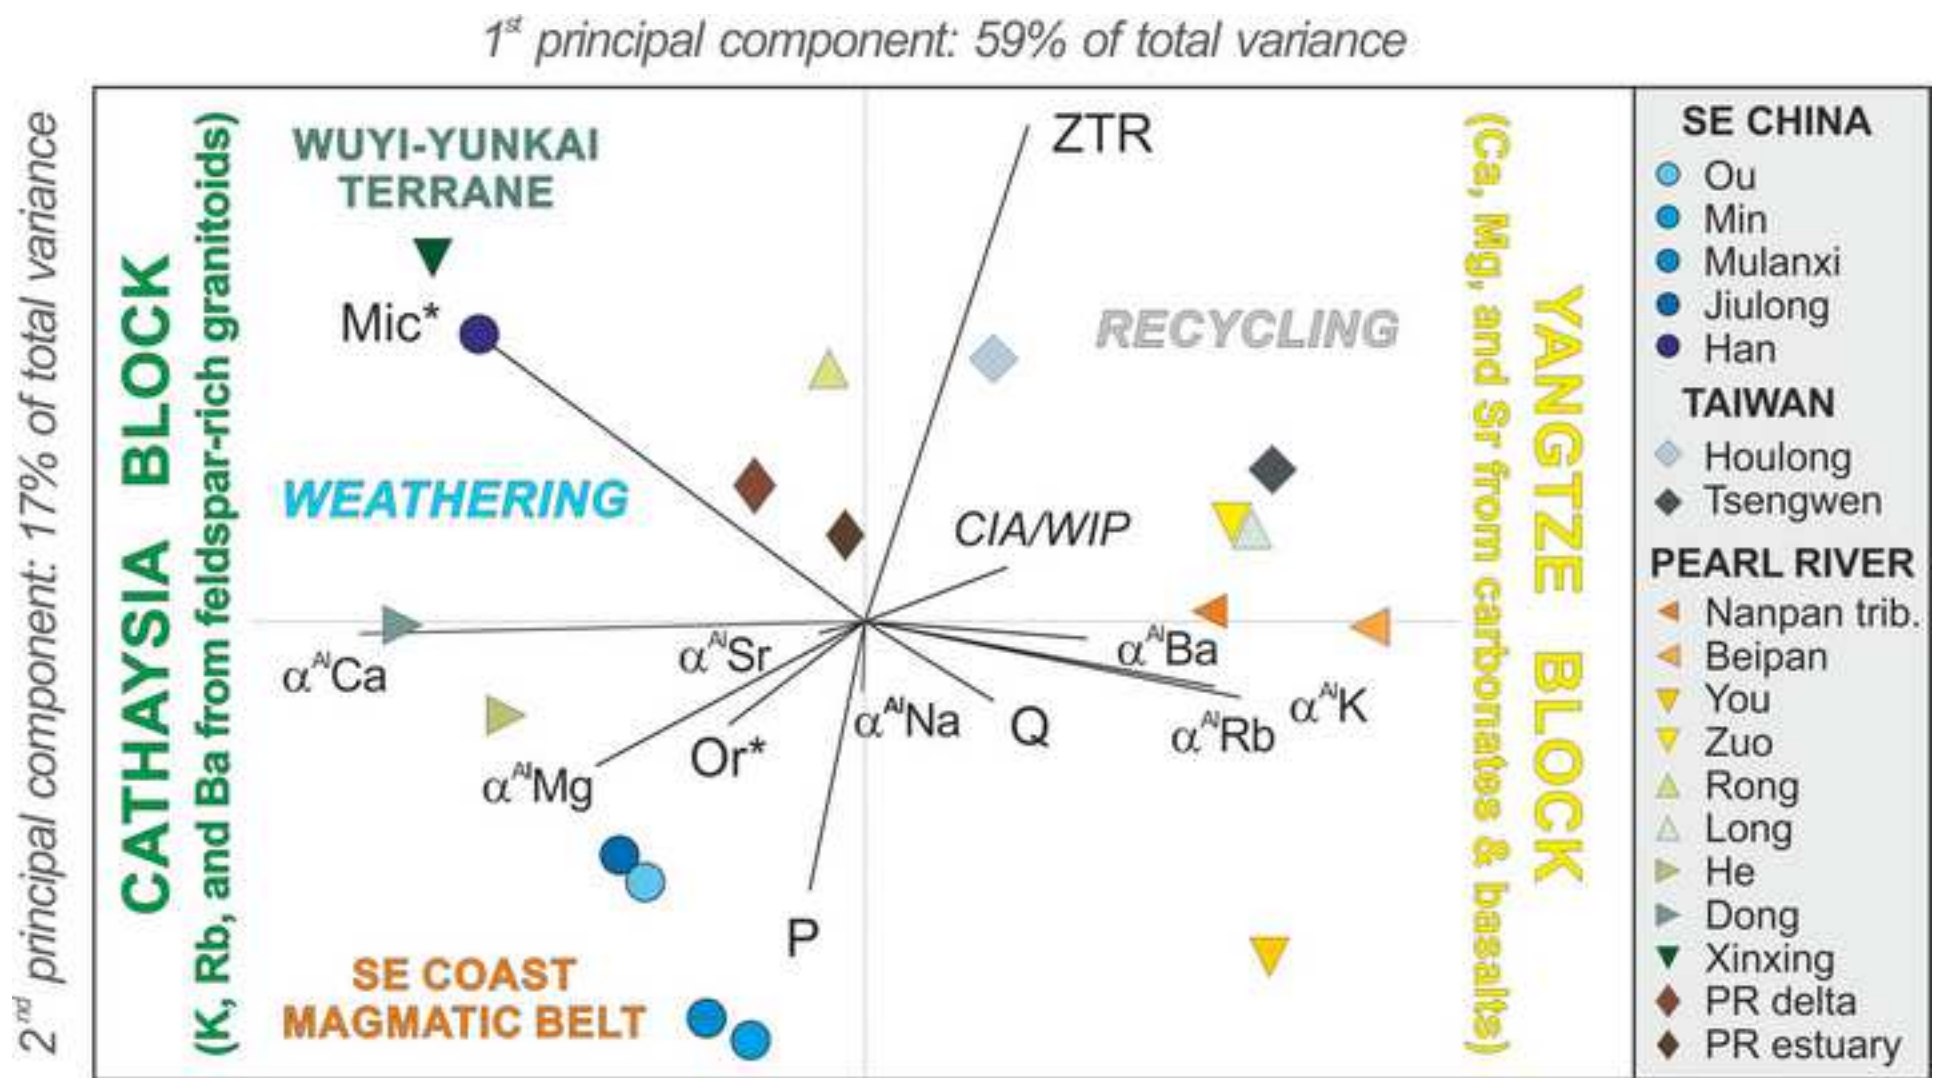 1st principal component: 59% of total variance
2nd principal component: 17% of total variance
CATHAYSIA BLOCK
(K, Rb, and Ba from feldspar-rich granitoids)
WUYI-YUNKAI
TERRANE
ZTR
Mic*
RECYCLING
WEATHERING
CIA/WIP
αAlCa
αAlSr
αAlBa
αAlMg
Or*
αAlNa
Q
αAlRb
αAlK
P
SE COAST
MAGMATIC BELT
(Ca, Mg, and Sr from carbonates & basalts)
YANGTZE BLOCK
SE CHINA
Ou
Min
Mulanxi
Jiulong
Han
TAIWAN
Houlong
Tsengwen
PEARL RIVER
Nanpan trib.
Beipan
You
Zuo
Rong
Long
He
Dong
Xinxing
PR delta
PR estuary